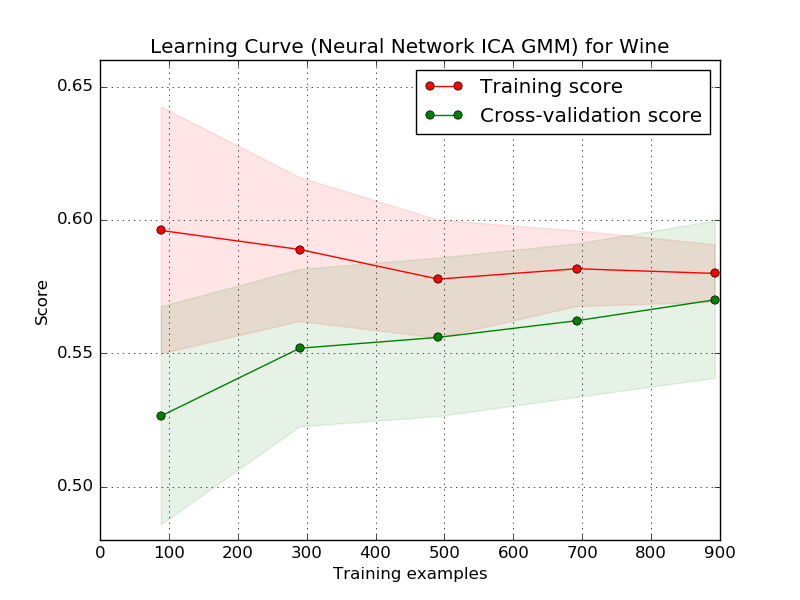 Learning Curve (Neural Network ICA GMM) for Wine
Training score
Cross-validation score
0.65
0.60
0.55
0.50
Score
0 100 200 300 400 500 600 700 800 900
Training examples